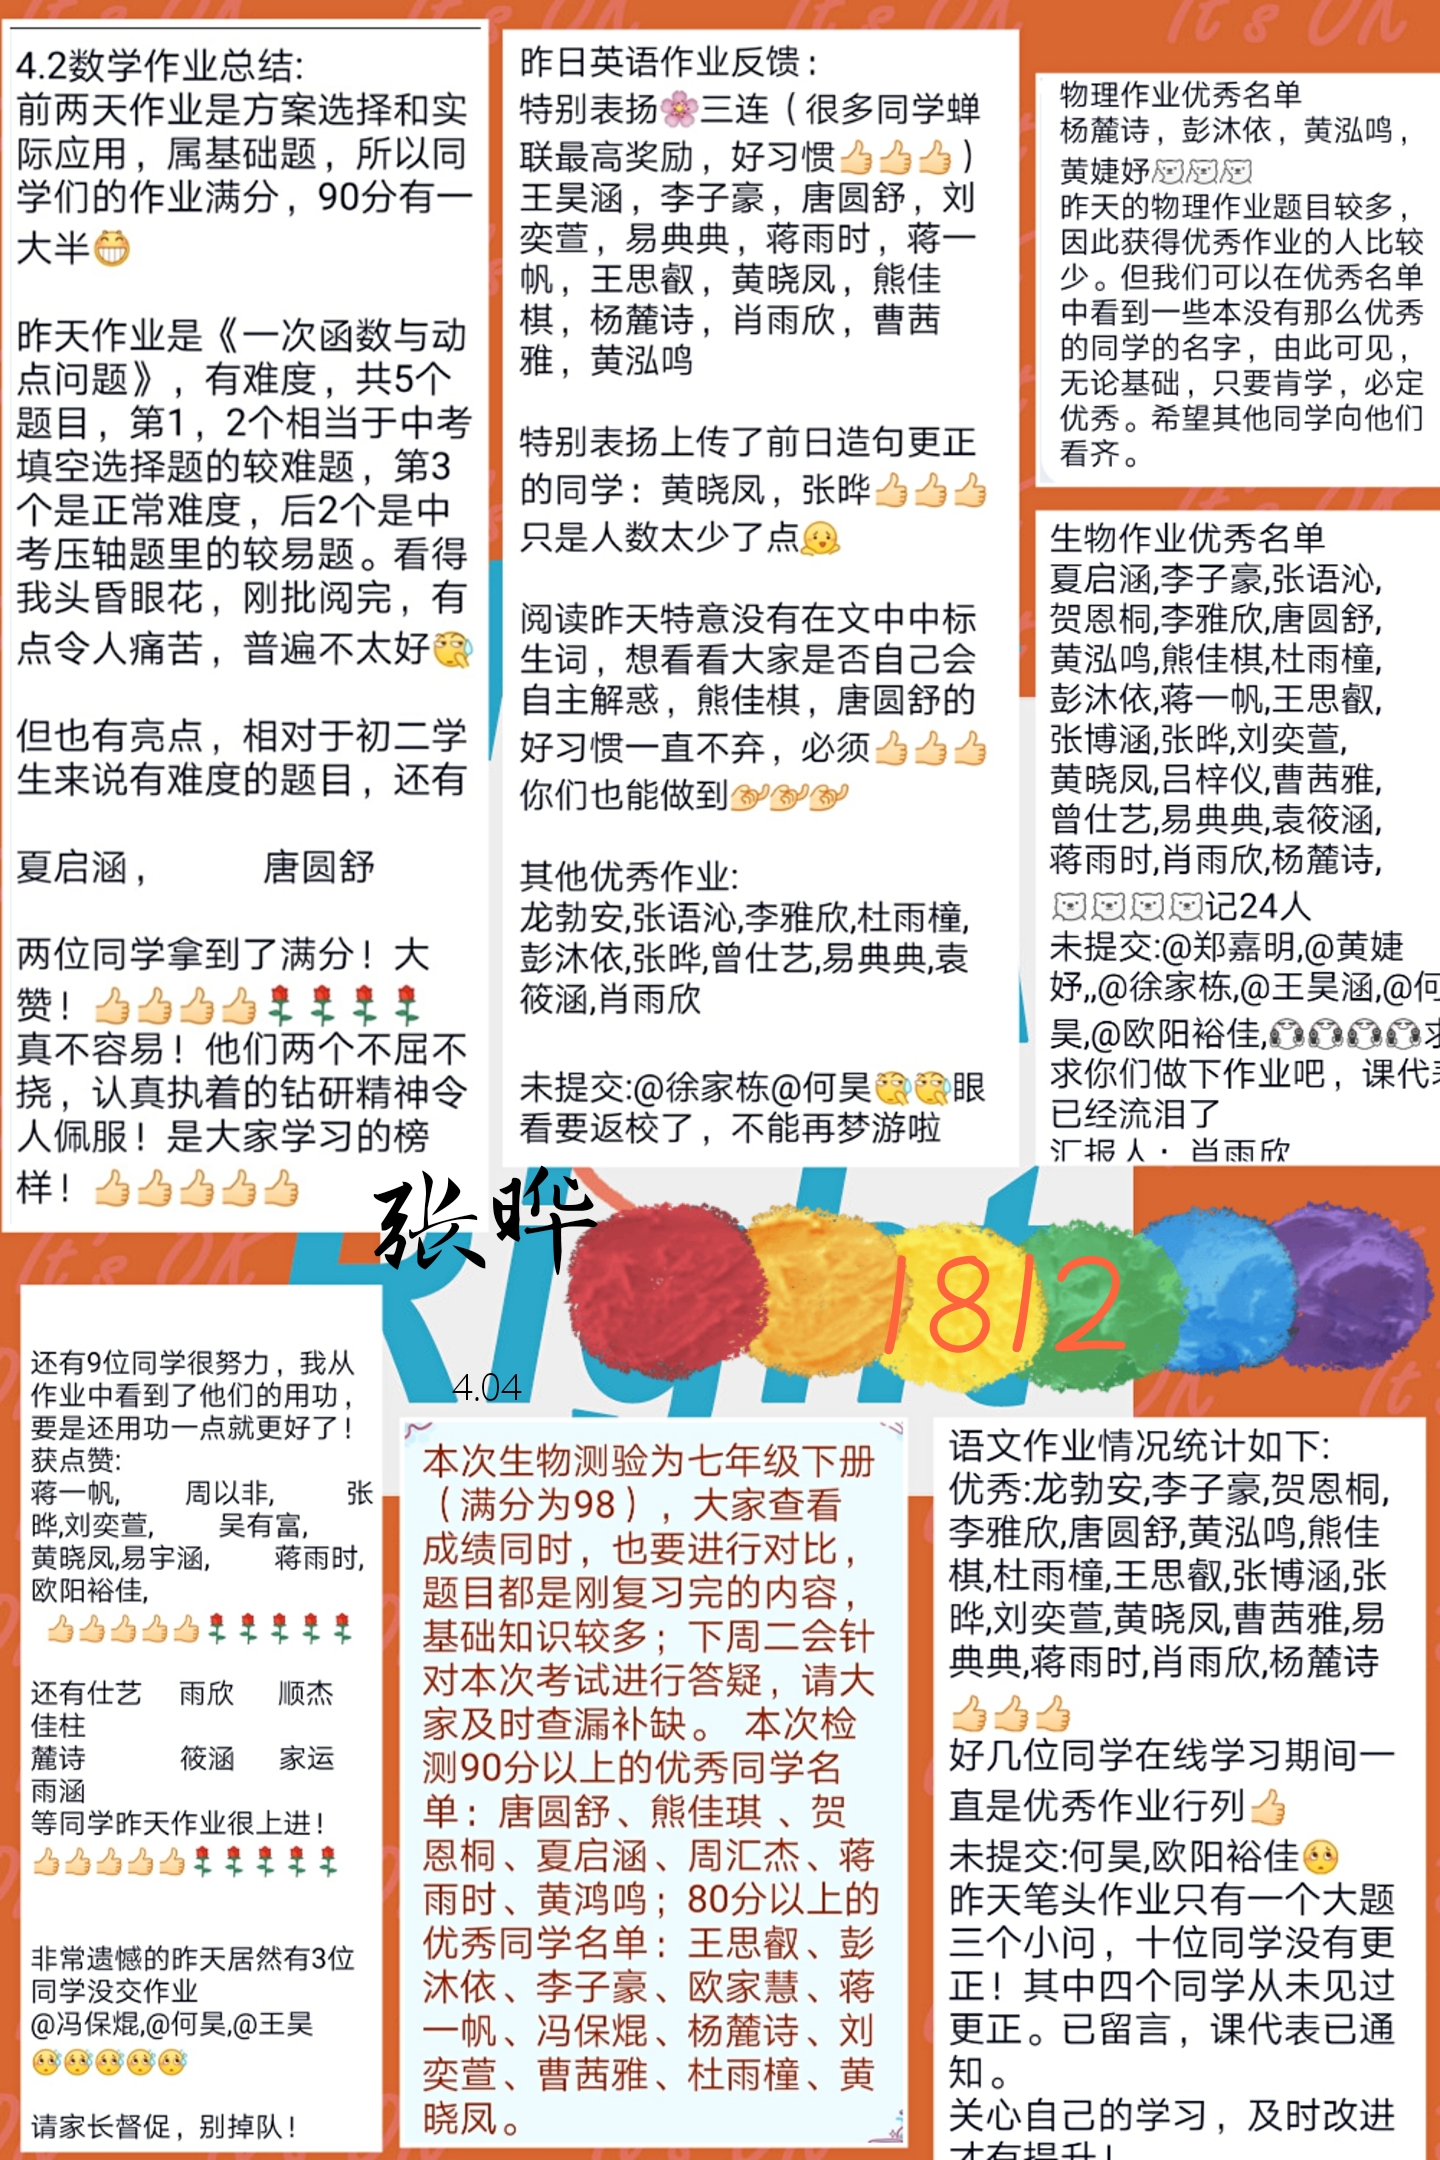 4.2数学作业总结:
前两天作业是方案选择和实
际应用，属基础题，所以同
学们的作业满分，90分有一
大半😁
昨天作业是《一次函数与动
点问题》，有难度，共5个
题目，第1，2个相当于中考
填空选择题的较难题，第3
个是正常难度，后2个是中
考压轴题里的较易题。看得
我头昏眼花，刚批阅完，有
点令人痛苦，普遍不太好
但也有亮点，相对于初二学
生来说有难度的题目，还有
夏启涵， 唐圆舒
两位同学拿到了满分！大
赞！👍👍👍👍🌹🌹🌹🌹
真不容易！他们两个不屈不
挠，认真执着的钻研精神令
人佩服！是大家学习的榜
样！👍👍👍👍👍
昨日英语作业反馈：
特别表扬🌸三连（很多同学蝉
联最高奖励，好习惯👍👍👍）
王昊涵，李子豪，唐圆舒，刘
奕萱，易典典，蒋雨时，蒋一
帆，王思叡，黄晓凤，熊佳
棋，杨麓诗，肖雨欣，曹茜
雅，黄泓鸣
特别表扬上传了前日造句更正
的同学：黄晓凤，张晔👍👍👍
只是人数太少了点
阅读昨天特意没有在文中中标
生词，想看看大家是否自己会
自主解惑，熊佳棋，唐圆舒的
好习惯一直不弃，必须👍👍👍
你们也能做到
其他优秀作业:
龙勃安,张语沁,李雅欣,杜雨橦,
彭沐依,张晔,曾仕艺,易典典,袁
筱涵,肖雨欣
未提交:@徐家栋@何昊眼
看要返校了，不能再梦游啦
物理作业优秀名单
杨麓诗，彭沐依，黄泓鸣，
黄婕妤
昨天的物理作业题目较多，
因此获得优秀作业的人比较
少。但我们可以在优秀名单
中看到一些本没有那么优秀
的同学的名字，由此可见，
无论基础，只要肯学，必定
优秀。希望其他同学向他们
看齐。
生物作业优秀名单
夏启涵,李子豪,张语沁,
贺恩桐,李雅欣,唐圆舒,
黄泓鸣,熊佳棋,杜雨橦,
彭沐依,蒋一帆,王思叡,
张博涵,张晔,刘奕萱,
黄晓凤,吕梓仪,曹茜雅,
曾仕艺,易典典,袁筱涵,
蒋雨时,肖雨欣,杨麓诗,
记24人
未提交:@郑嘉明,@黄婕
妤,,@徐家栋,@王昊涵,@何
昊,@欧阳裕佳,求
求你们做下作业吧，课代表
已经流泪了
汇报人：肖雨欣
张晔
1812
4.04
还有9位同学很努力，我从
作业中看到了他们的用功，
要是还用功一点就更好了！
获点赞:
蒋一帆, 周以非, 张
晔,刘奕萱, 吴有富,
黄晓凤,易宇涵, 蒋雨时,
欧阳裕佳,
👍👍👍👍👍🌹🌹🌹🌹🌹
还有仕艺 雨欣 顺杰
佳柱
麓诗 筱涵 家运
雨涵
等同学昨天作业很上进！
👍👍👍👍👍🌹🌹🌹🌹🌹
非常遗憾的昨天居然有3位
同学没交作业
@冯保焜,@何昊,@王昊
请家长督促，别掉队！
本次生物测验为七年级下册
（满分为98），大家查看
成绩同时，也要进行对比，
题目都是刚复习完的内容，
基础知识较多；下周二会针
对本次考试进行答疑，请大
家及时查漏补缺。 本次检
测90分以上的优秀同学名
单：唐圆舒、熊佳琪 、贺
恩桐、夏启涵、周汇杰、蒋
雨时、黄鸿鸣；80分以上的
优秀同学名单：王思叡、彭
沐依、李子豪、欧家慧、蒋
一帆、冯保焜、杨麓诗、刘
奕萱、曹茜雅、杜雨橦、黄
晓凤。
语文作业情况统计如下:
优秀:龙勃安,李子豪,贺恩桐,
李雅欣,唐圆舒,黄泓鸣,熊佳
棋,杜雨橦,王思叡,张博涵,张
晔,刘奕萱,黄晓凤,曹茜雅,易
典典,蒋雨时,肖雨欣,杨麓诗
👍👍👍
好几位同学在线学习期间一
直是优秀作业行列👍
未提交:何昊,欧阳裕佳
昨天笔头作业只有一个大题
三个小问，十位同学没有更
正！其中四个同学从未见过
更正。已留言，课代表已通
知。
关心自己的学习，及时改进
才有提升！